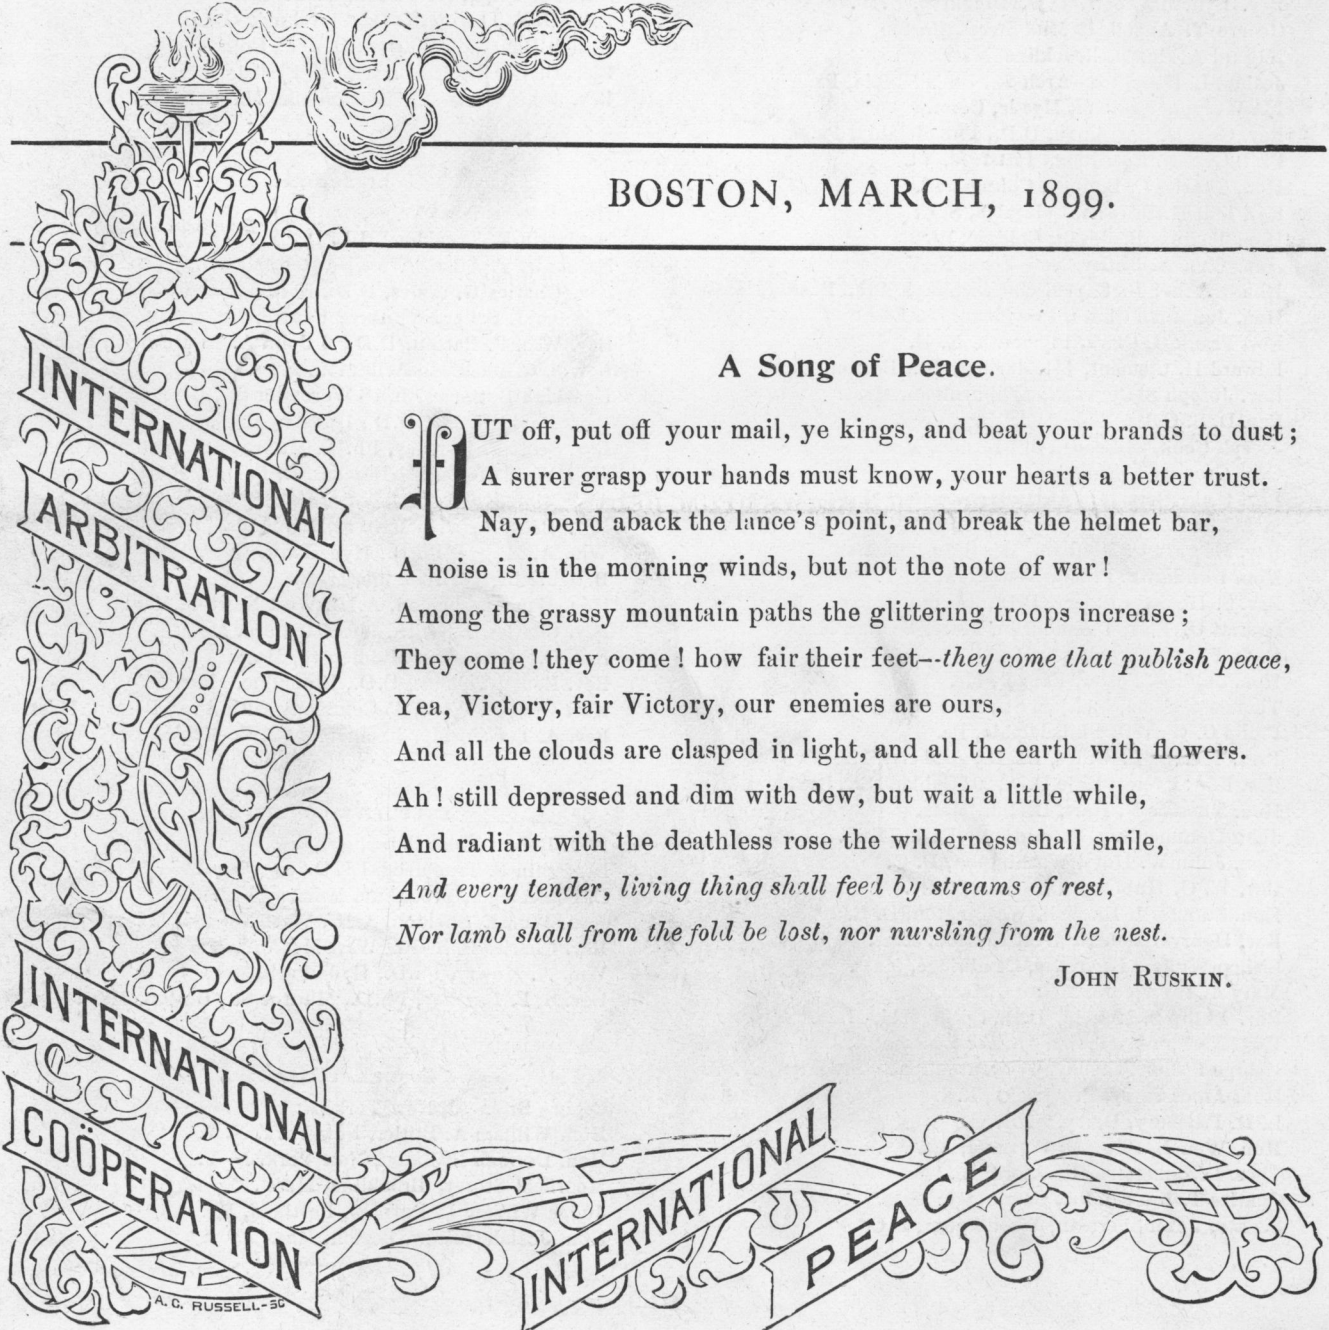 BOSTON, MARCH, 1899.
A Song of Peace.
PUT off, put off your mail, ye kings, and beat your brands to dust;
A surer grasp your hands must know, your hearts a better trust.
Nay, bend aback the lance's point, and break the helmet bar,
A noise is in the morning winds, but not the note of war!
Among the grassy mountain paths the glittering troops increase;
They come! they come! how fair their feet—they come that publish peace,
Yea, Victory, fair Victory, our enemies are ours,
And all the clouds are clasped in light, and all the earth with flowers.
Ah! still depressed and dim with dew, but wait a little while,
And radiant with the deathless rose the wilderness shall smile,
And every tender, living thing shall feed by streams of rest,
Nor lamb shall from the fold be lost, nor nursling from the nest.
JOHN RUSKIN.
INTERNATIONAL
ARBITRATION
INTERNATIONAL
COÖPERATION
INTERNATIONAL
PEACE
A. C. RUSSELL-SC